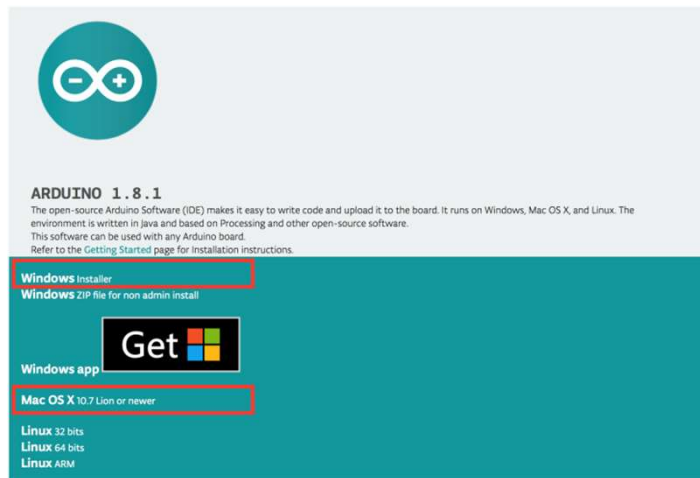 ARDUINO 1.8.1
The open-source Arduino Software (IDE) makes it easy to write code and upload it to the board. It runs on Windows, Mac OS X, and Linux. The
environment is written in Java and based on Processing and other open-source software.
This software can be used with any Arduino board.
Refer to the Getting Started page for Installation instructions.
Windows Installer
Windows ZIP file for non admin install
Get
Windows app
Mac OS X 10.7 Lion or newer
Linux 32 bits
Linux 64 bits
Linux ARM